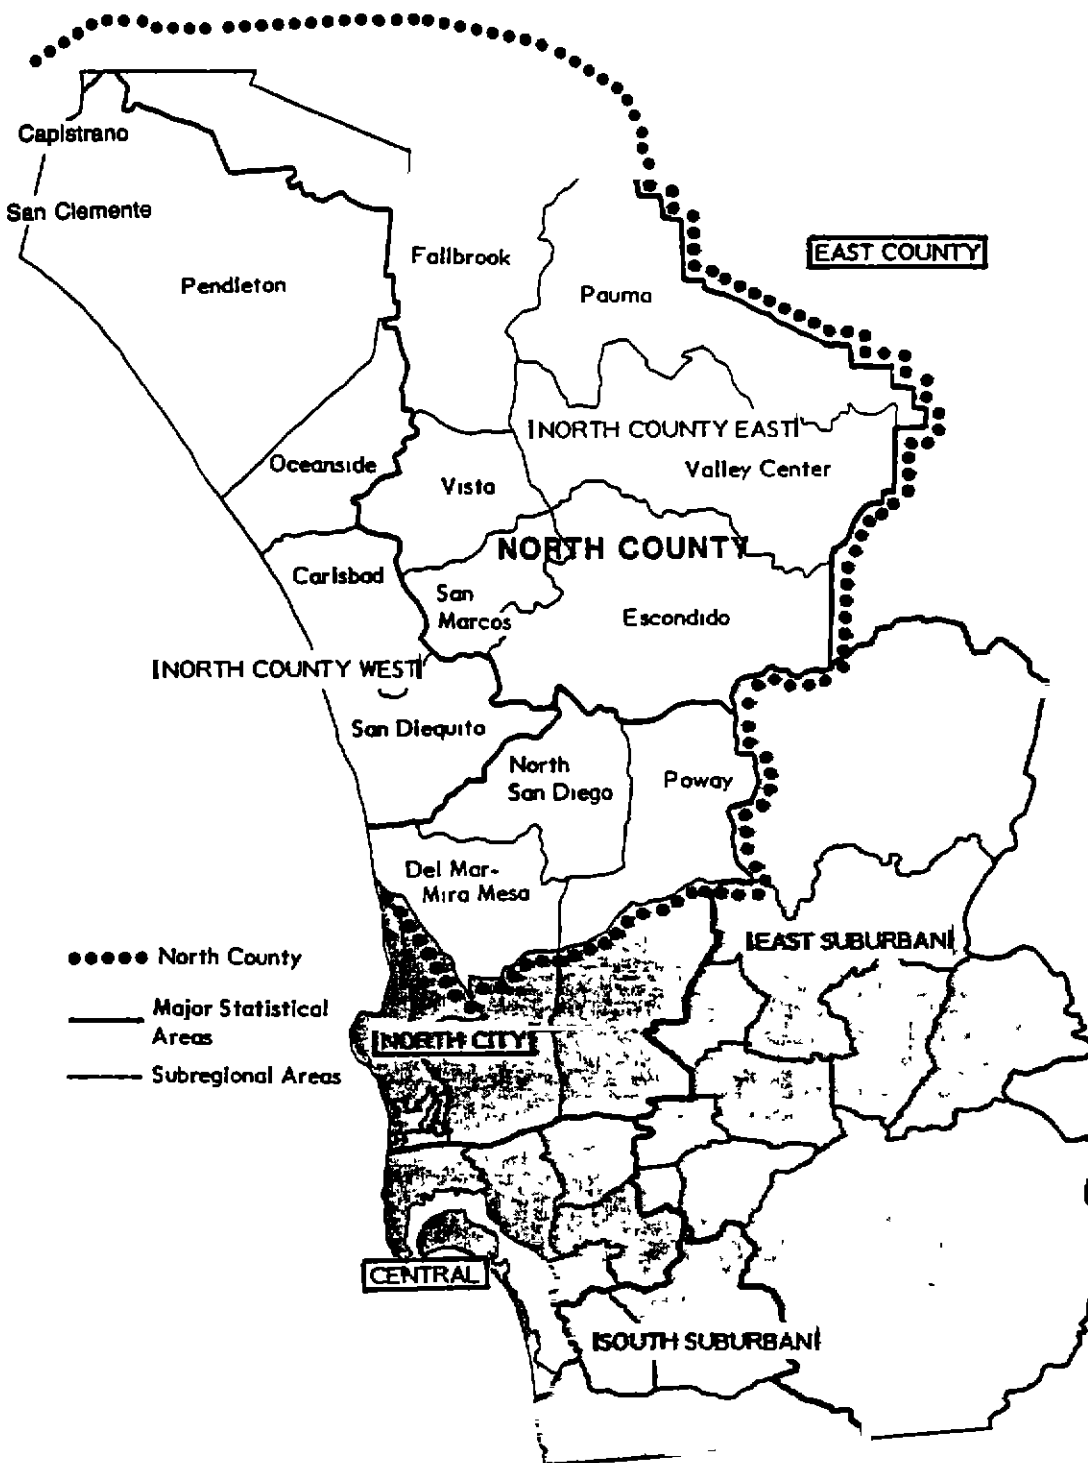 Capistrano
San Clemente
Pendleton
Fallbrook
Pauma
EAST COUNTY
NORTH COUNTY EAST
Oceanside
Vista
Valley Center
NORTH COUNTY
Carlsbad
San
Marcos
Escondido
NORTH COUNTY WEST
San Diequito
North
San Diego
Poway
Del Mar-
Mira Mesa
EAST SUBURBAN
North County
Major Statistical
Areas
Subregional Areas
NORTH CITY
CENTRAL
SOUTH SUBURBAN